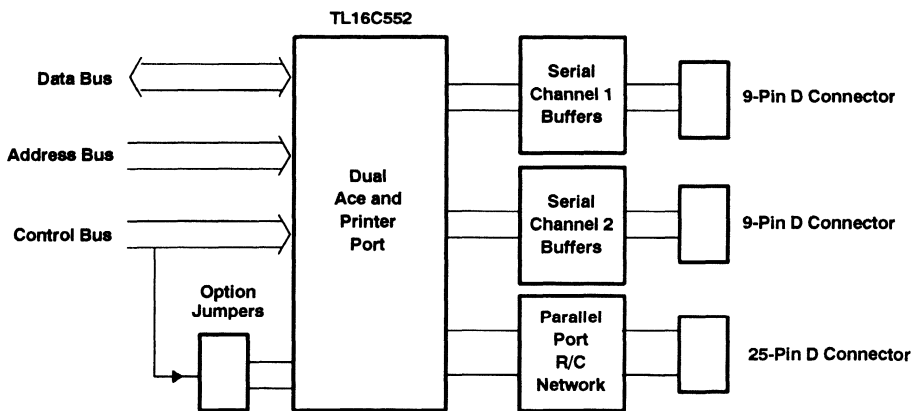 TL16C552
Data Bus
Address Bus
Control Bus
Option
Jumpers
Dual
Ace and
Printer
Port
Serial
Channel 1
Buffers
9-Pin D Connector
Serial
Channel 2
Buffers
9-Pin D Connector
Parallel
Port
R/C
Network
25-Pin D Connector